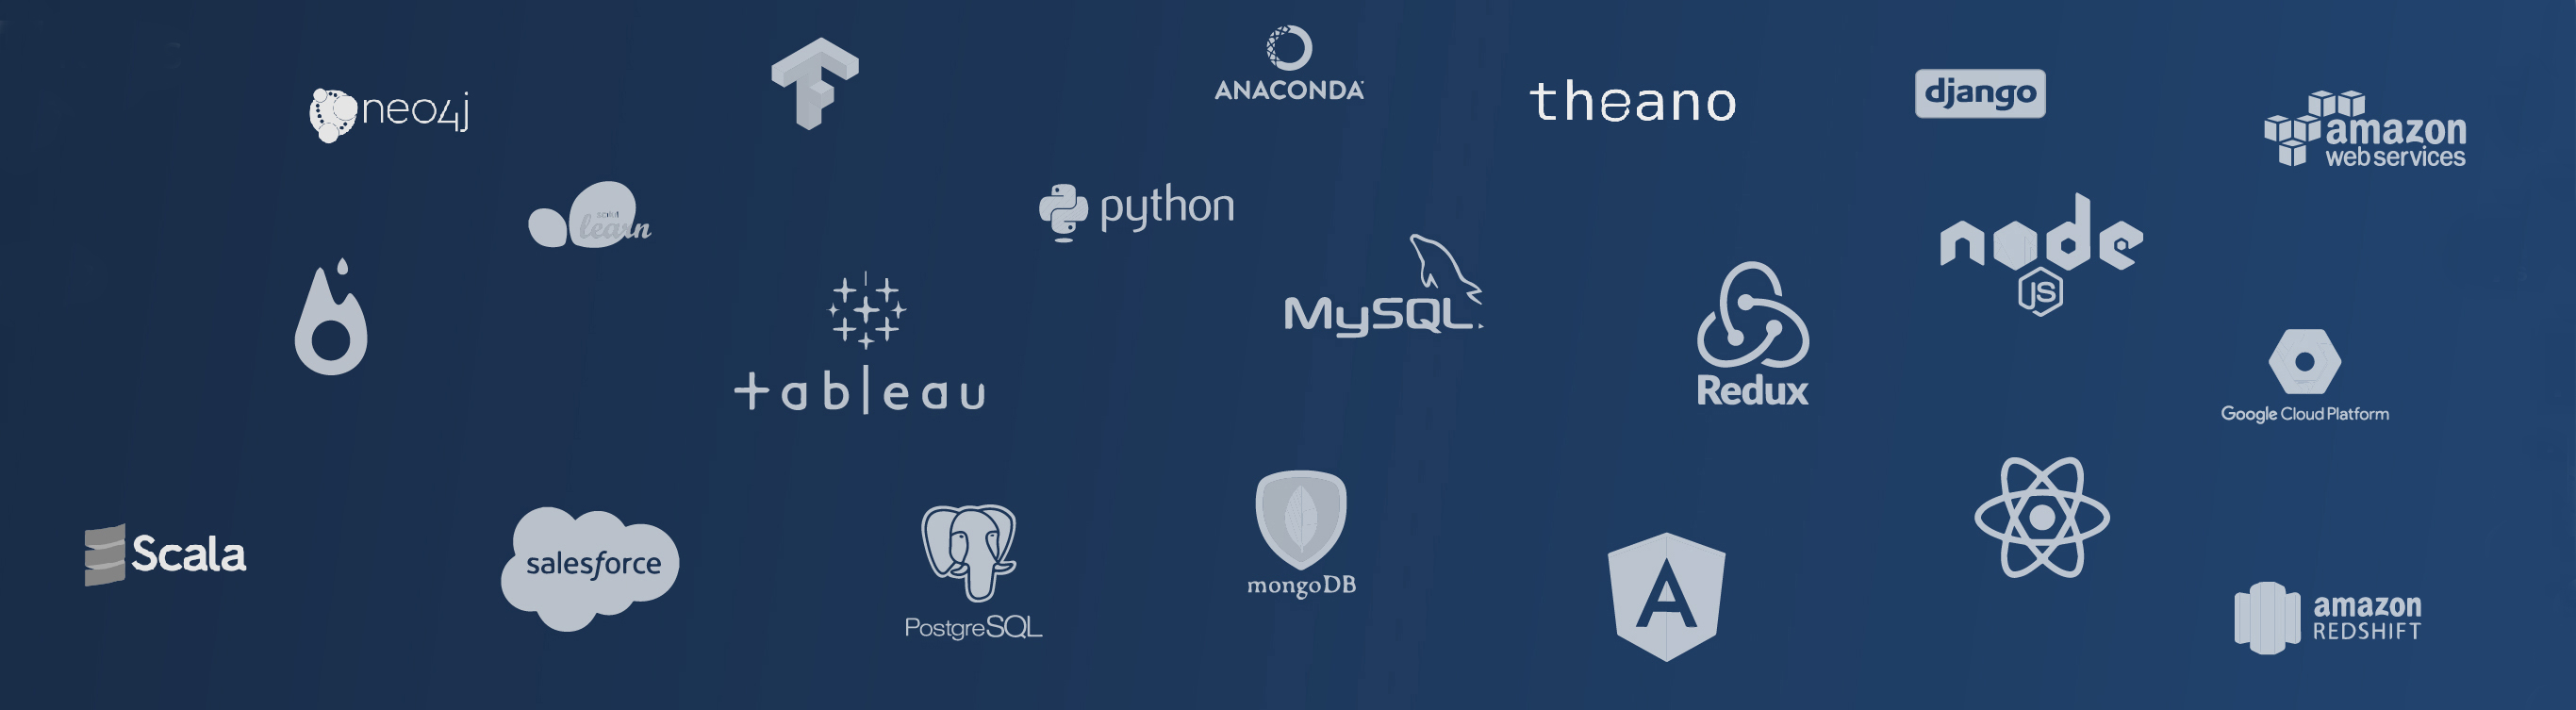 neo4j
ANACONDA
theano
django
amazon
web services
scikit
learn
python
node
JS
MySQL
tableau
Redux
Google Cloud Platform
Scala
salesforce
PostgreSQL
mongoDB
A
amazon
REDSHIFT